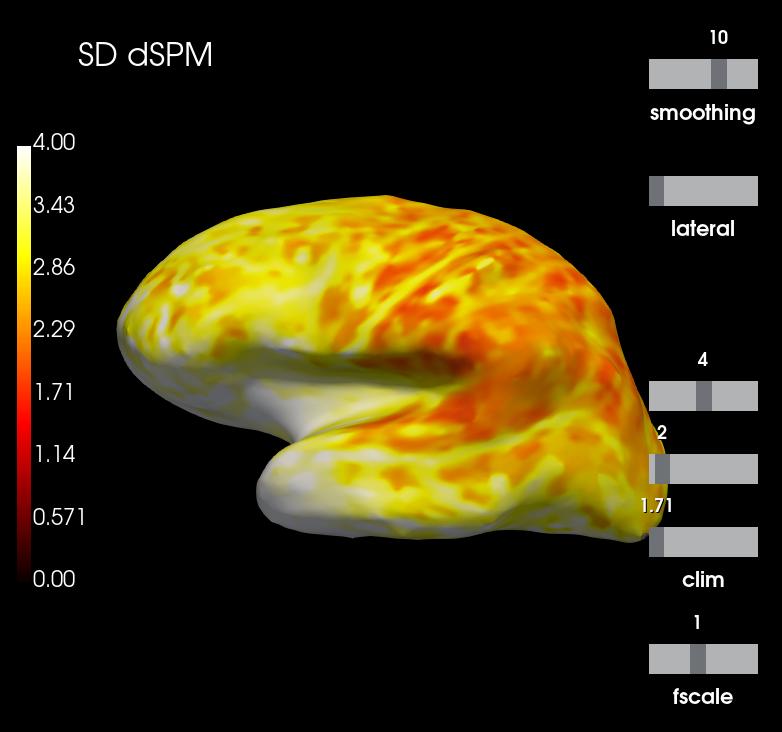 SD dSPM
4.00
3.43
2.86
2.29
1.71
1.14
0.571
0.00
10
smoothing
lateral
4
2
1.71
clim
1
fscale